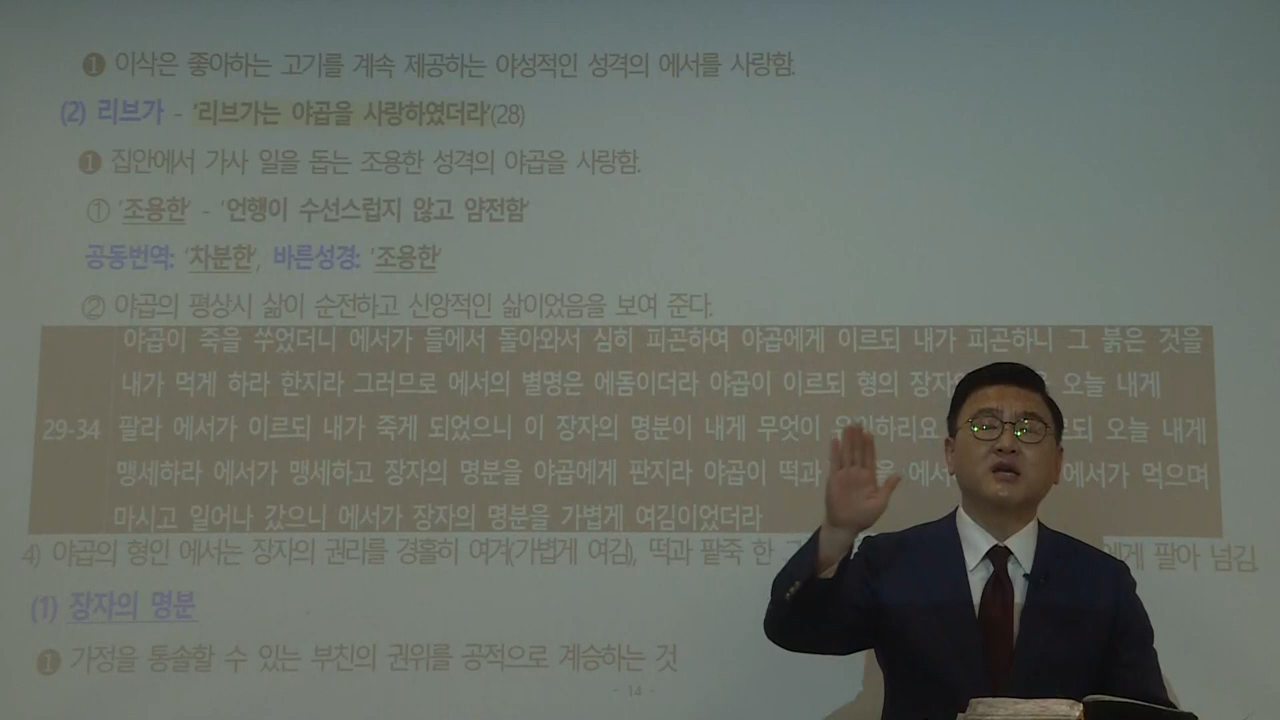 ❶ 이삭은 좋아하는 고기를 계속 제공하는 야성적인 성격의 에서를 사랑함.
(2) 리브가 - '리브가는 야곱을 사랑하였더라'(28)
❶ 집안에서 가사 일을 돕는 조용한 성격의 야곱을 사랑함.
① '조용한' - '언행이 수선스럽지 않고 얌전함'
공동번역: '차분한', 바른성경: '조용한'
② 야곱의 평상시 삶이 순전하고 신앙적인 삶이었음을 보여 준다.
야곱이 죽을 쑤었더니 에서가 들에서 돌아와서 심히 피곤하여 야곱에게 이르되 내가 피곤하니 그 붉은 것을
내가 먹게 하라 한지라 그러므로 에서의 별명은 에돔이더라 야곱이 이르되 형의 오늘 내게
29-34 팔라 에서가 이르되 내가 죽게 되었으니 이 장자의 명분이 내게 무엇이 오늘 내게
맹세하라 에서가 맹세하고 장자의 명분을 야곱에게 판지라 야곱이 떡과 에서가 먹으며
마시고 일어나 갔으니 에서가 장자의 명분을 가볍게 여김이었더라
4) 야곱의 형인 에서는 장자의 권리를 경홀히 여겨(가볍게 여김), 떡과 팥죽 한 팔아 넘김.
(1) 장자의 명분
❶ 가정을 통솔할 수 있는 부친의 권위를 공적으로 계승하는 것
- 14 -